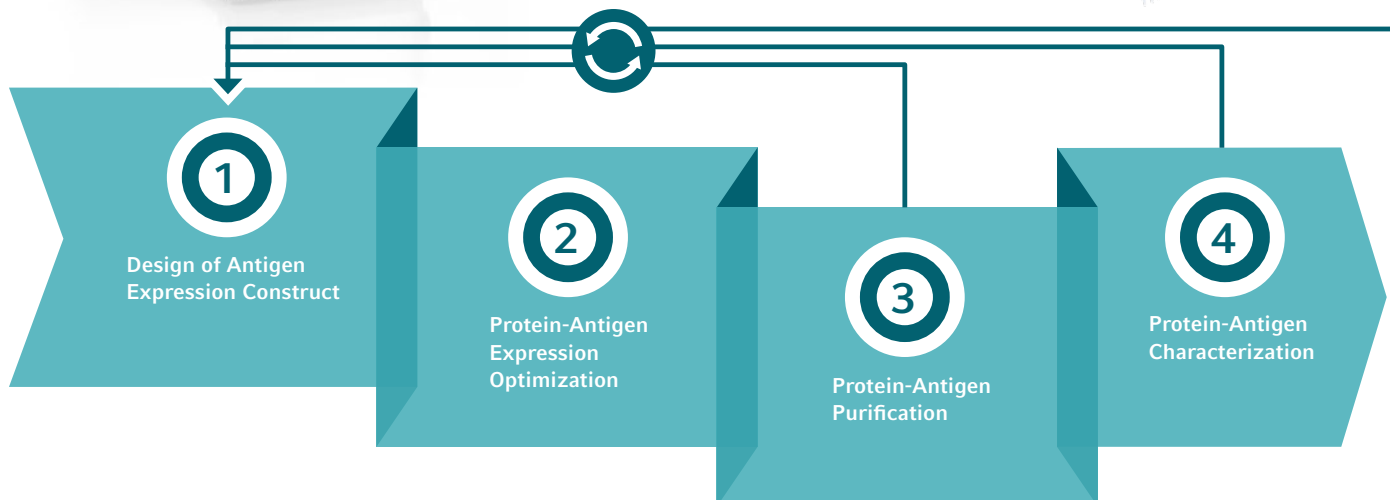 1
Design of Antigen
Expression Construct
2
Protein-Antigen
Expression
Optimization
3
Protein-Antigen
Purification
4
Protein-Antigen
Characterization